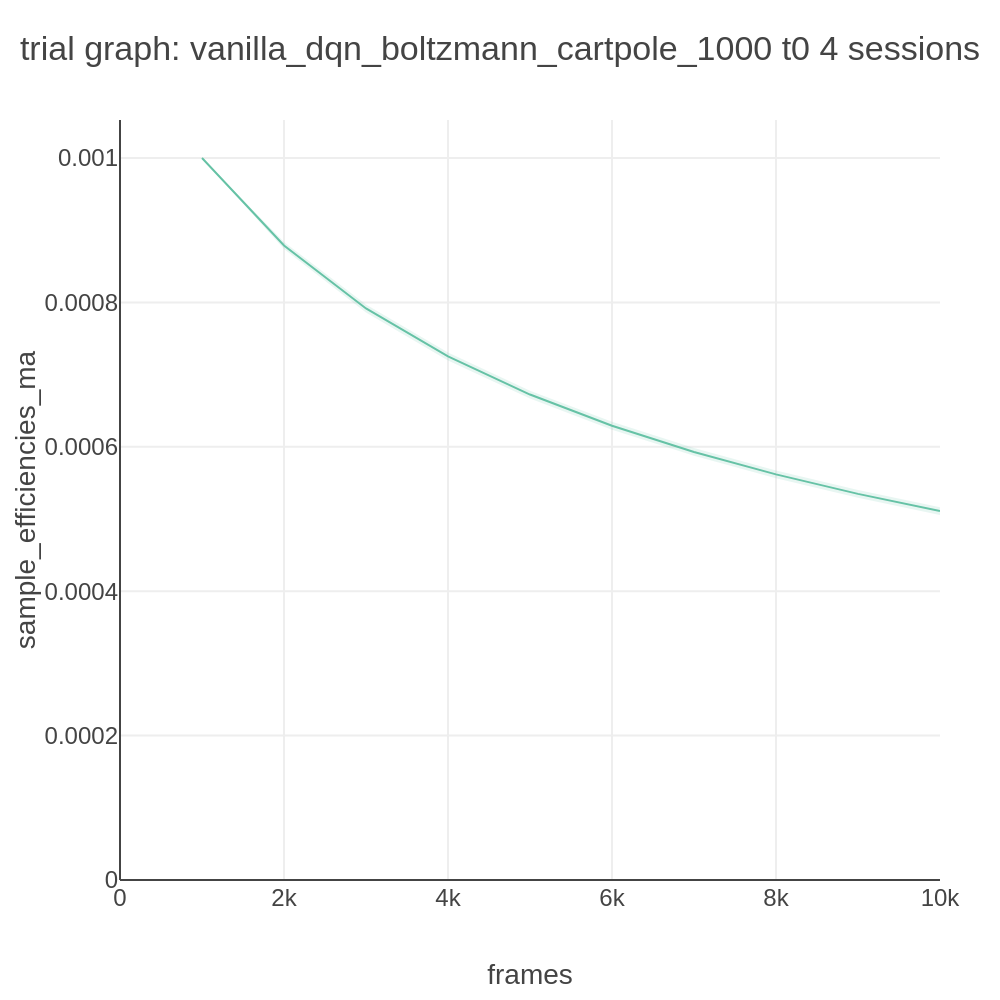 trial graph: vanilla_dqn_boltzmann_cartpole_1000 t0 4 sessions
sample_efficiencies_ma
0.001
0.0008
0.0006
0.0004
0.0002
0
0 2k 4k 6k 8k 10k
frames